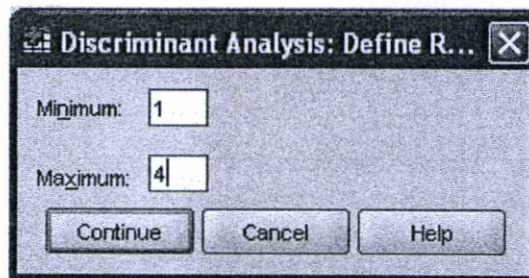 Discriminant Analysis: Define R...
Minimum: 1
Maximum: 4
Continue Cancel Help